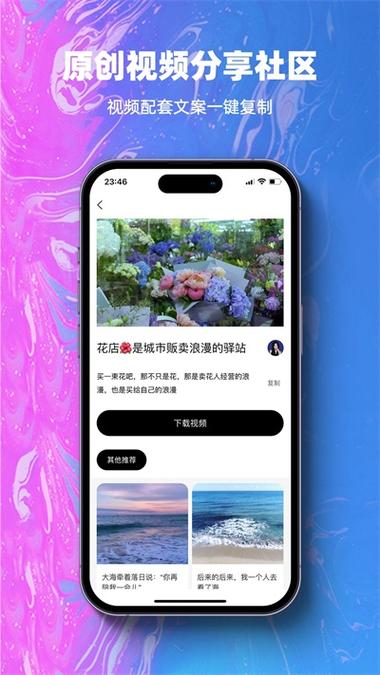 原创视频分享社区
视频配套文案一键复制
23:46
花店🌺是城市贩卖浪漫的驿站
买一束花吧，那不只是花，那是卖花人经营的浪
漫，也是买给自己的浪漫
复制
下载视频
其他推荐
大海牵着落日说：“你再
陪我一会儿”
后来的后来，我一个人去
看了海